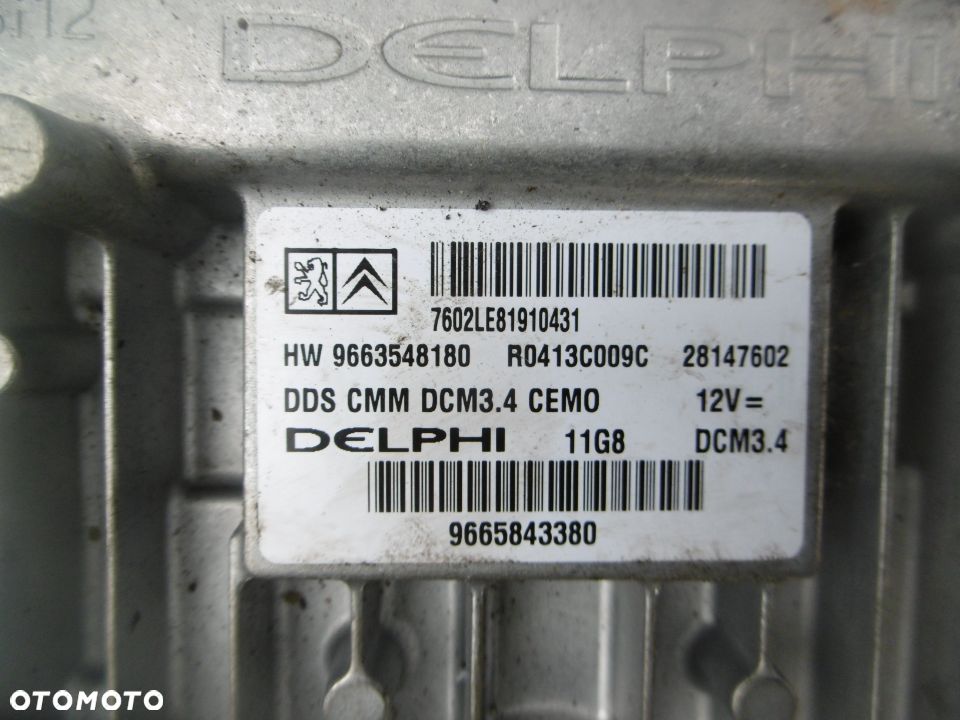 DELPHI
7602LE81910431
HW 9663548180 R0413C009C 28147602
DDS CMM DCM3.4 CEMO 12V=
DELPHI 11G8 DCM3.4
9665843380
OTOMOTO